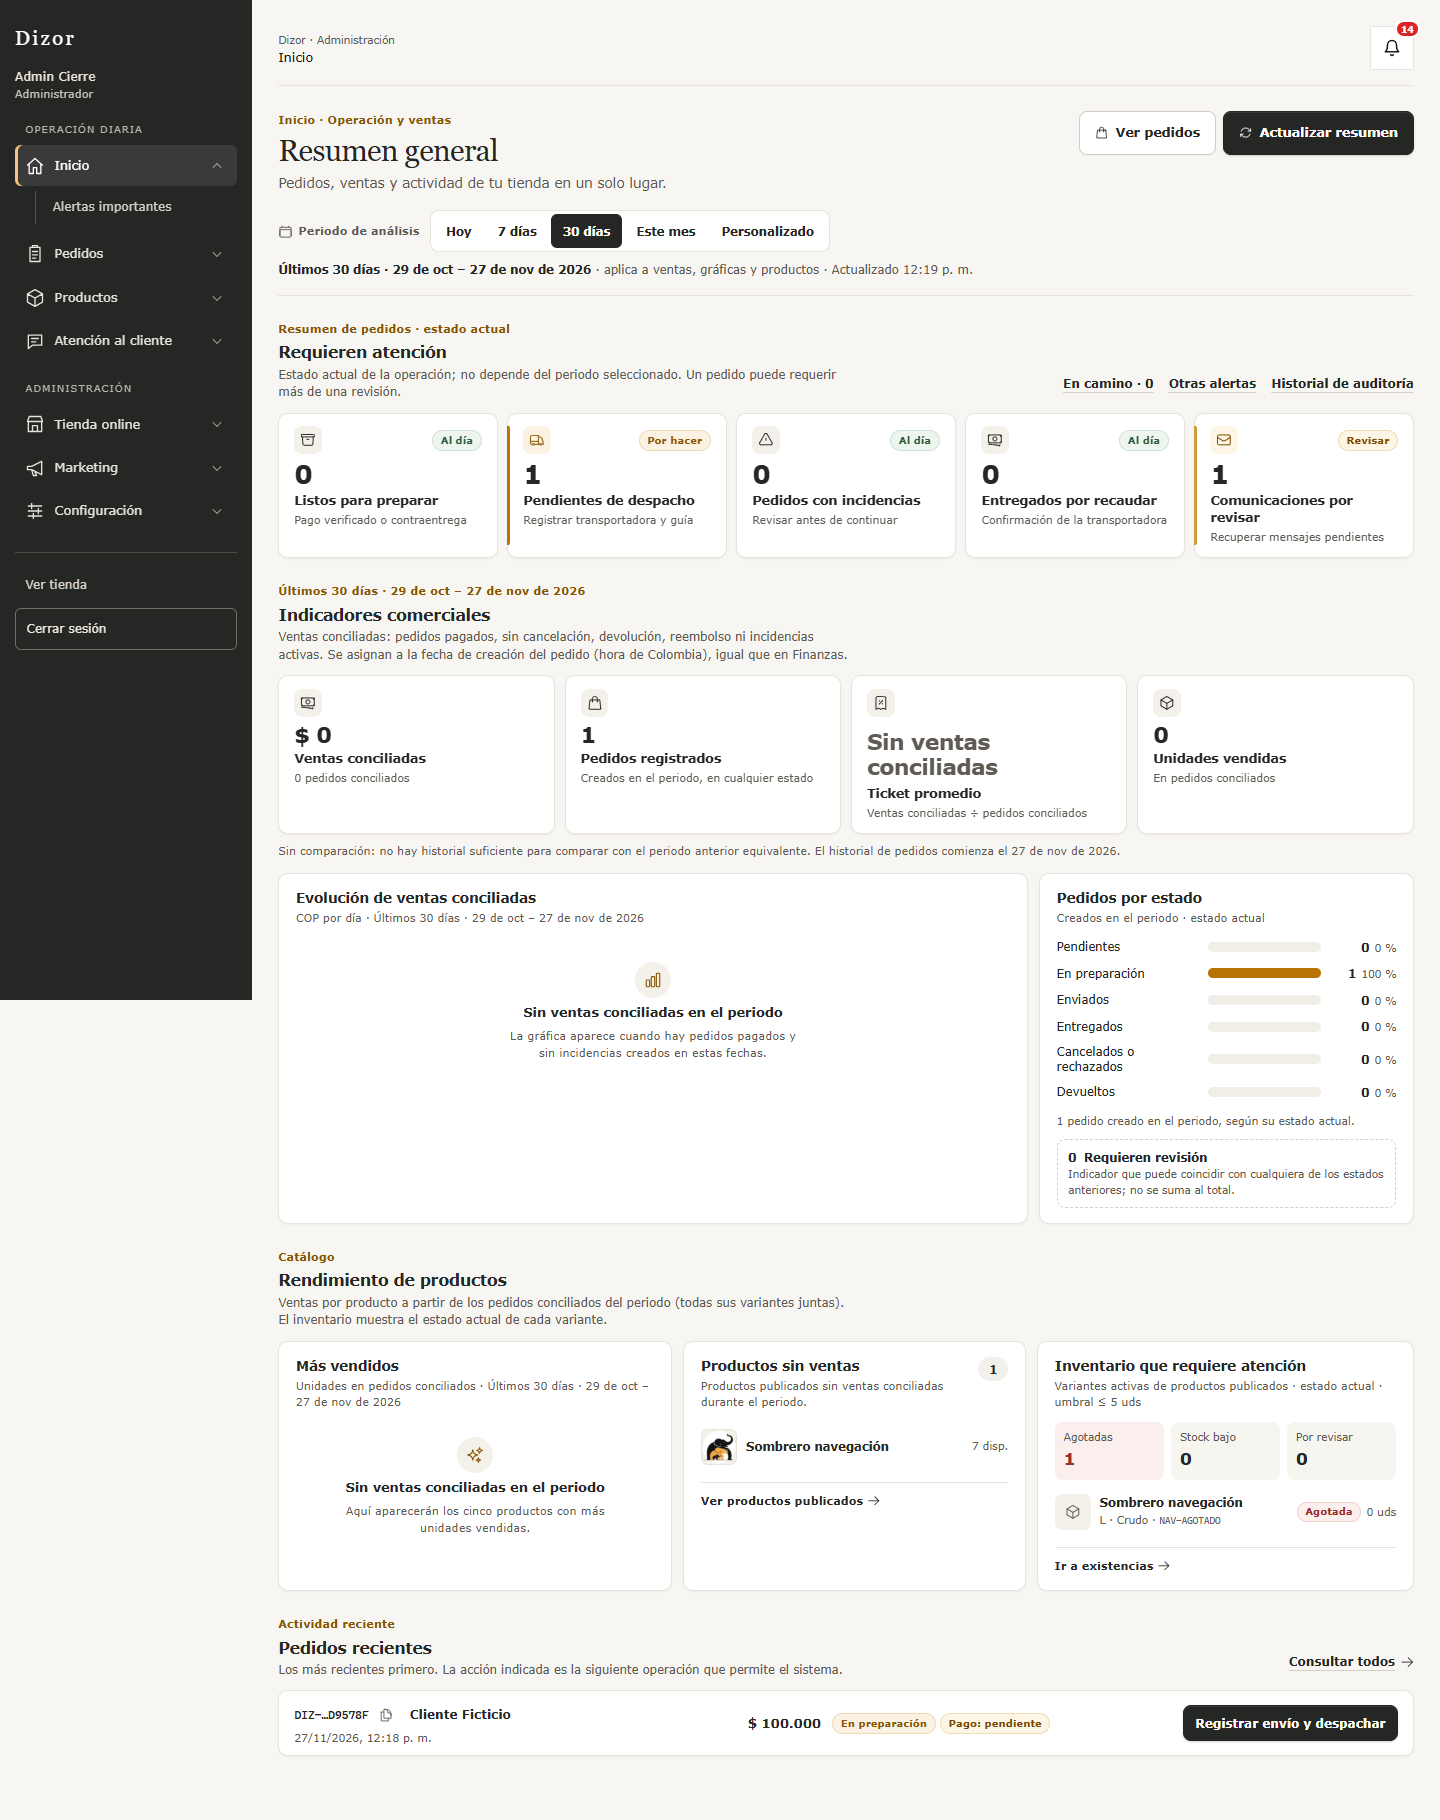 Dizor
Admin Cierre
Administrador
OPERACIÓN DIARIA
Inicio
Alertas importantes
Pedidos
Productos
Atención al cliente
ADMINISTRACIÓN
Tienda online
Marketing
Configuración
Ver tienda
Cerrar sesión
Dizor · Administración
Inicio
14
Inicio · Operación y ventas
Resumen general
Pedidos, ventas y actividad de tu tienda en un solo lugar.
Ver pedidos
Actualizar resumen
Periodo de análisis
Hoy
7 días
30 días
Este mes
Personalizado
Últimos 30 días · 29 de oct – 27 de nov de 2026 · aplica a ventas, gráficas y productos · Actualizado 12:19 p. m.
Resumen de pedidos · estado actual
Requieren atención
Estado actual de la operación; no depende del periodo seleccionado. Un pedido puede requerir
más de una revisión.
En camino · 0
Otras alertas
Historial de auditoría
Al día
0
Listos para preparar
Pago verificado o contraentrega
Por hacer
1
Pendientes de despacho
Registrar transportadora y guía
Al día
0
Pedidos con incidencias
Revisar antes de continuar
Al día
0
Entregados por recaudar
Confirmación de la transportadora
Revisar
1
Comunicaciones por
revisar
Recuperar mensajes pendientes
Últimos 30 días · 29 de oct – 27 de nov de 2026
Indicadores comerciales
Ventas conciliadas: pedidos pagados, sin cancelación, devolución, reembolso ni incidencias
activas. Se asignan a la fecha de creación del pedido (hora de Colombia), igual que en Finanzas.
$ 0
Ventas conciliadas
0 pedidos conciliados
1
Pedidos registrados
Creados en el periodo, en cualquier estado
Sin ventas
conciliadas
Ticket promedio
Ventas conciliadas ÷ pedidos conciliados
0
Unidades vendidas
En pedidos conciliados
Sin comparación: no hay historial suficiente para comparar con el periodo anterior equivalente. El historial de pedidos comienza el 27 de nov de 2026.
Evolución de ventas conciliadas
COP por día · Últimos 30 días · 29 de oct – 27 de nov de 2026
Sin ventas conciliadas en el periodo
La gráfica aparece cuando hay pedidos pagados y
sin incidencias creados en estas fechas.
Pedidos por estado
Creados en el periodo · estado actual
Pendientes 0 0 %
En preparación 1 100 %
Enviados 0 0 %
Entregados 0 0 %
Cancelados o
rechazados 0 0 %
Devueltos 0 0 %
1 pedido creado en el periodo, según su estado actual.
0 Requieren revisión
Indicador que puede coincidir con cualquiera de los estados
anteriores; no se suma al total.
Catálogo
Rendimiento de productos
Ventas por producto a partir de los pedidos conciliados del periodo (todas sus variantes juntas).
El inventario muestra el estado actual de cada variante.
Más vendidos
Unidades en pedidos conciliados · Últimos 30 días · 29 de oct –
27 de nov de 2026
Sin ventas conciliadas en el periodo
Aquí aparecerán los cinco productos con más
unidades vendidas.
Productos sin ventas
1
Productos publicados sin ventas conciliadas
durante el periodo.
Sombrero navegación
7 disp.
Ver productos publicados
Inventario que requiere atención
Variantes activas de productos publicados · estado actual ·
umbral ≤ 5 uds
Agotadas
1
Stock bajo
0
Por revisar
0
Sombrero navegación
L · Crudo · NAV-AGOTADO
Agotada
0 uds
Ir a existencias
Actividad reciente
Pedidos recientes
Los más recientes primero. La acción indicada es la siguiente operación que permite el sistema.
Consultar todos
DIZ-…D9578F
Cliente Ficticio
27/11/2026, 12:18 p. m.
$ 100.000
En preparación
Pago: pendiente
Registrar envío y despachar